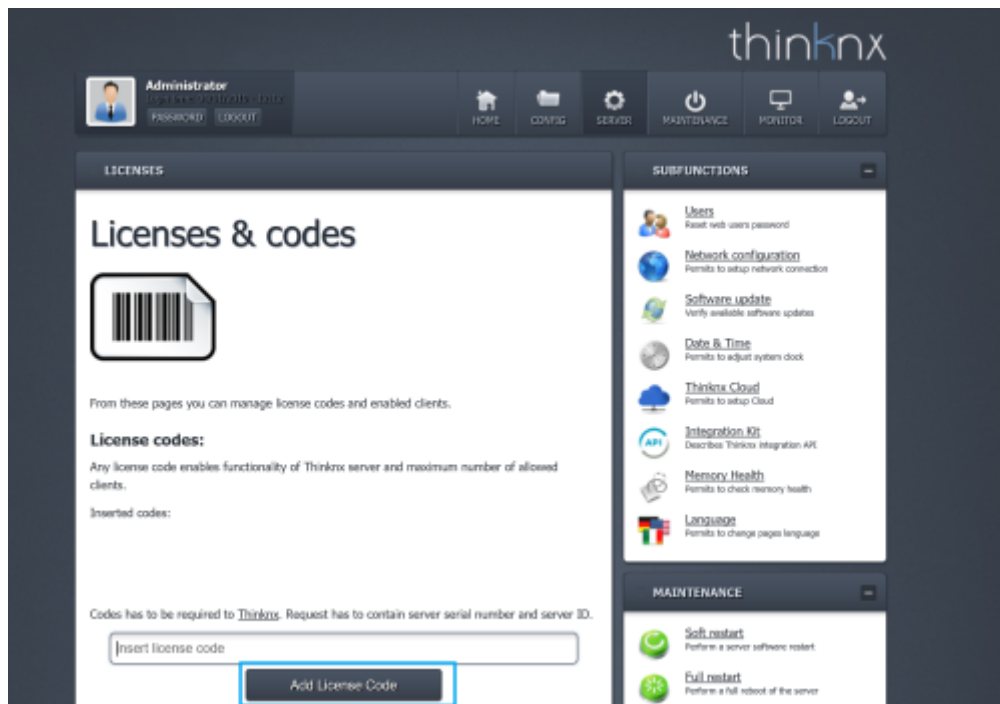 thinknx
Administrator
PASSWORD LOGOUT
HOME CONFIG SERVER MAINTENANCE MONITOR LOGOUT
LICENSES
Licenses & codes
From these pages you can manage license codes and enabled clients.
License codes:
Any license code enables functionality of Thinknx server and maximum number of allowed
clients.
Inserted codes:
Codes has to be required to Thinknx. Request has to contain server serial number and server ID.
Insert license code
Add License Code
SUBFUNCTIONS
Users
Reset web users password
Network configuration
Permits to setup network connection
Software update
Verify available software updates
Date & Time
Permits to adjust system clock
Thinknx Cloud
Permits to setup Cloud
API
Integration Kit
Describes Thinknx integration API
Memory Health
Permits to check memory health
Language
Permits to change pages language
MAINTENANCE
Soft restart
Perform a server software restart
Full restart
Perform a full reboot of the server